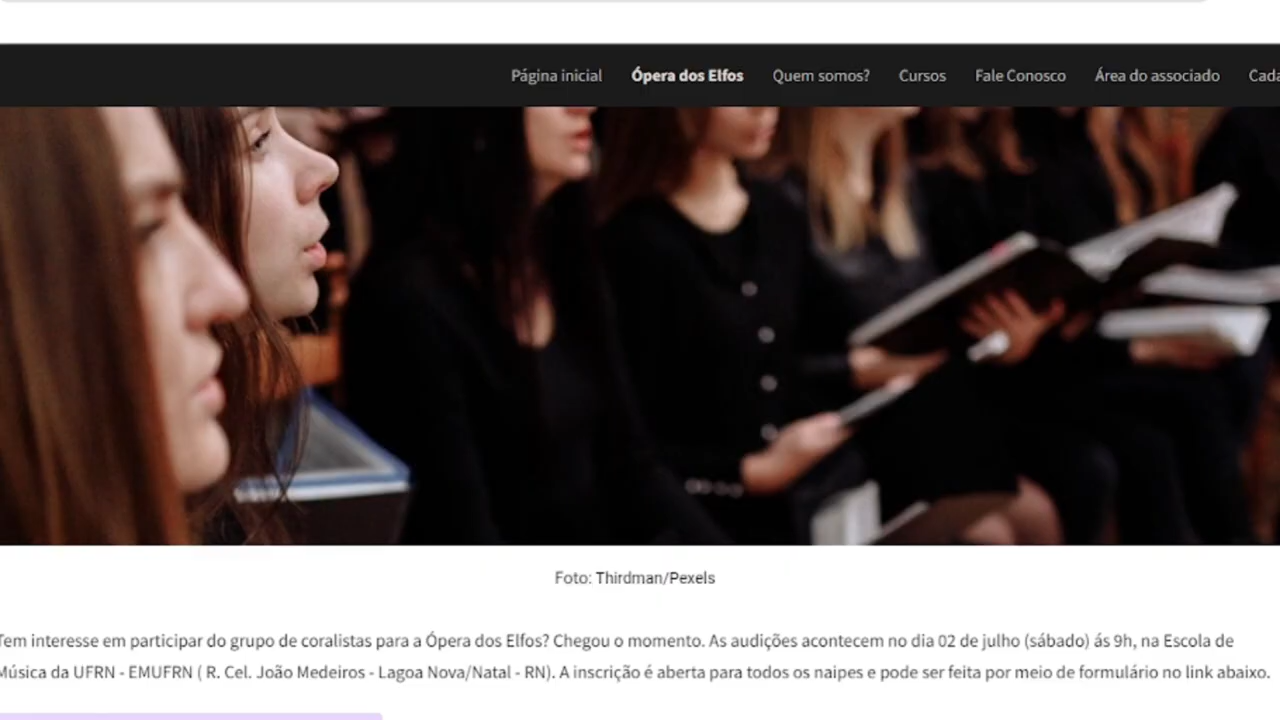 Página inicial Ópera dos Elfos Quem somos? Cursos Fale Conosco Área do associado
Foto: Thirdman/Pexels
Tem interesse em participar do grupo de coralistas para a Ópera dos Elfos? Chegou o momento. As audições acontecem no dia 02 de julho (sábado) ás 9h, na Escola de
Música da UFRN - EMUFRN ( R. Cel. João Medeiros - Lagoa Nova/Natal - RN). A inscrição é aberta para todos os naipes e pode ser feita por meio de formulário no link abaixo.